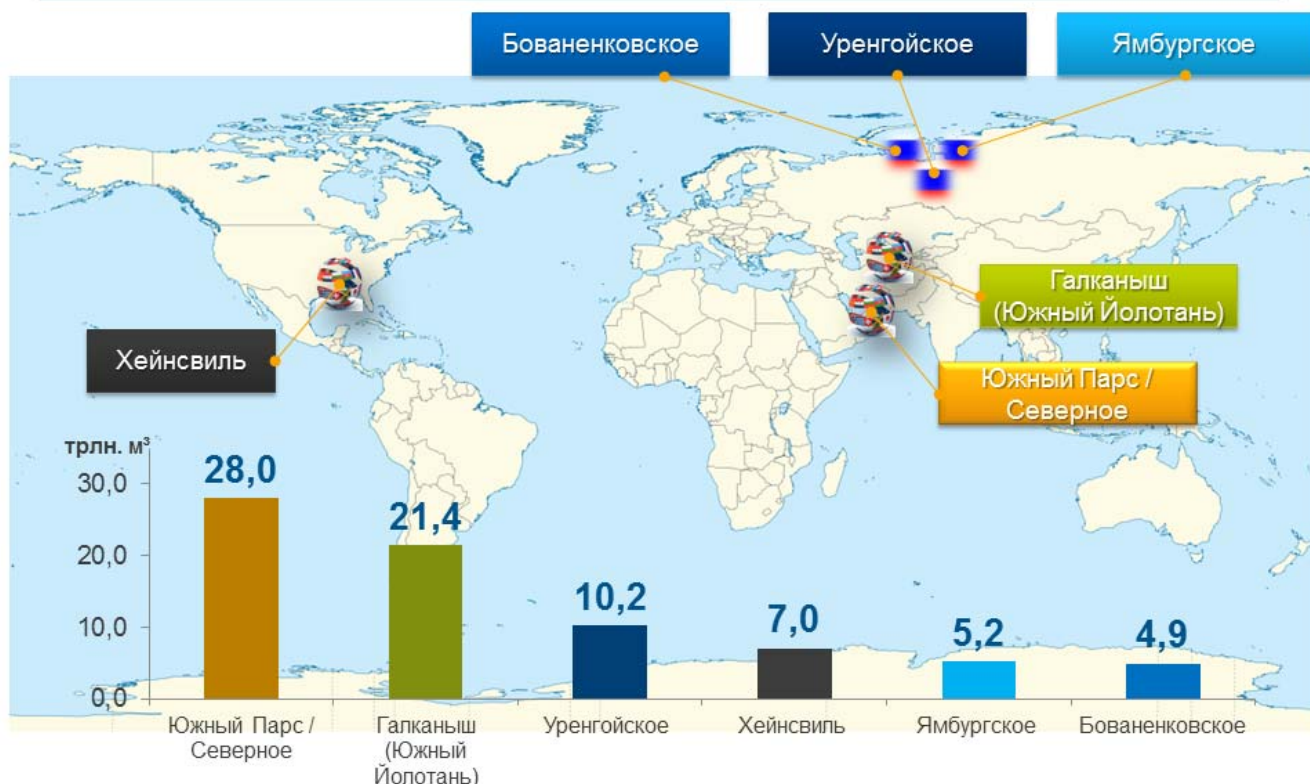 Бованенковское
Уренгойское
Ямбургское
Галканыш
(Южный Йолотань)
Хейнсвиль
Южный Парс /
Северное
трлн. м³
30,0
20,0
10,0
0,0
28,0
21,4
10,2
7,0
5,2
4,9
Южный Парс /
Северное
Галканыш
(Южный
Йолотань)
Уренгойское
Хейнсвиль
Ямбургское
Бованенковское